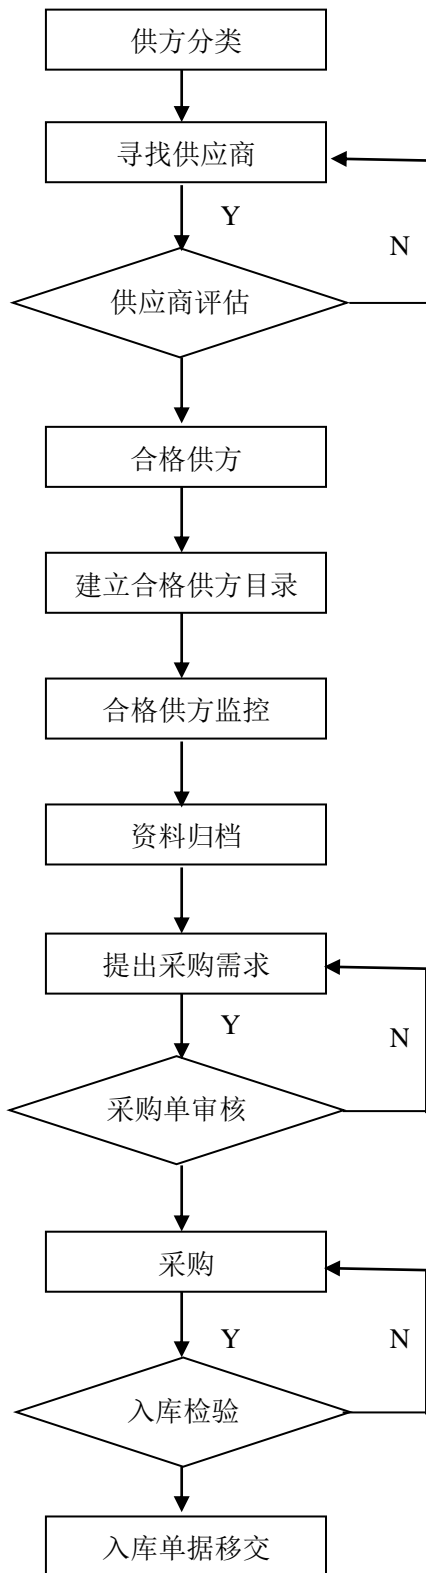 供方分类
寻找供应商
Y
N
供应商评估
合格供方
建立合格供方目录
合格供方监控
资料归档
提出采购需求
Y
N
采购单审核
采购
Y
N
入库检验
入库单据移交